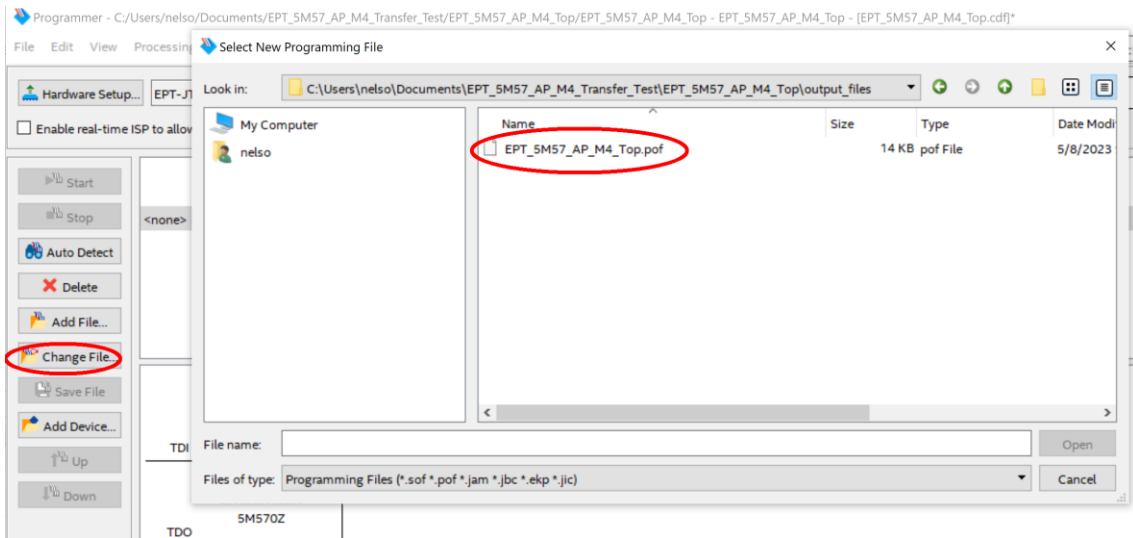 Programmer - C:/Users/nelso/Documents/EPT_5M57_AP_M4_Transfer_Test/EPT_5M57_AP_M4_Top/EPT_5M57_AP_M4_Top - EPT_5M57_AP_M4_Top - [EPT_5M57_AP_M4_Top.cdf]*
File Edit View Processing
Select New Programming File
Hardware Setup... EPT-JT
Look in: C:\Users\nelso\Documents\EPT_5M57_AP_M4_Transfer_Test\EPT_5M57_AP_M4_Top\output_files
Enable real-time ISP to allow
My Computer
nelso
Name Size Type Date Modi
EPT_5M57_AP_M4_Top.pof 14 KB pof File 5/8/2023
Start
Stop
<none>
Auto Detect
Delete
Add File...
Change File...
Save File
Add Device...
Up
Down
TDI
File name: Open
Files of type: Programming Files (*.sof *.pof *.jam *.jbc *.ekp *.jic) Cancel
5M570Z
TDO